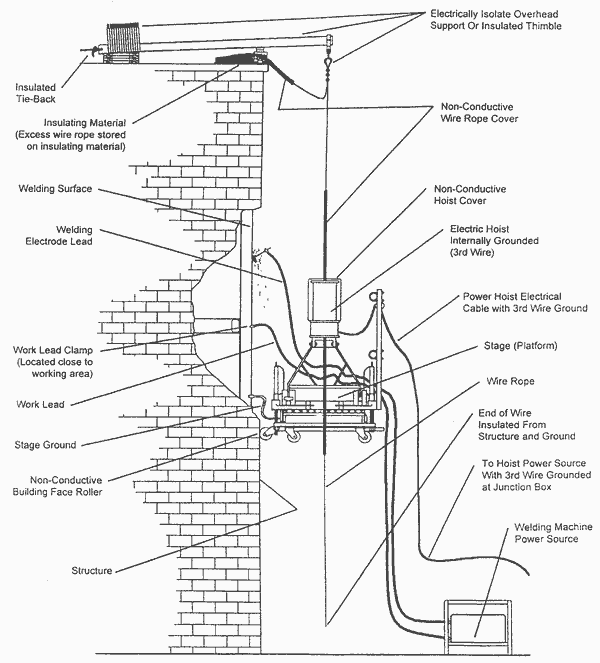 Electrically Isolate Overhead
Support Or Insulated Thimble
Insulated
Tie-Back
Insulating Material
(Excess wire rope stored
on insulating material)
Non-Conductive
Wire Rope Cover
Welding Surface
Non-Conductive
Hoist Cover
Welding
Electrode Lead
Electric Hoist
Internally Grounded
(3rd Wire)
Power Hoist Electrical
Cable with 3rd Wire Ground
Work Lead Clamp
(Located close to
working area)
Stage (Platform)
Wire Rope
Work Lead
End of Wire
Insulated From
Structure and Ground
Stage Ground
Non-Conductive
Building Face Roller
To Hoist Power Source
With 3rd Wire Grounded
at Junction Box
Welding Machine
Power Source
Structure